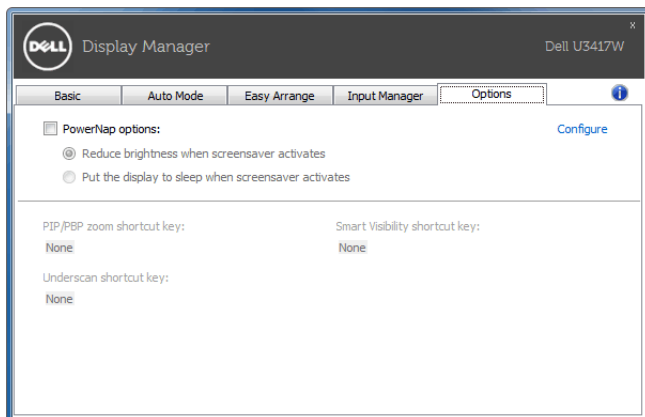 x
DELL Display Manager Dell U3417W
Basic Auto Mode Easy Arrange Input Manager Options i
PowerNap options: Configure
Reduce brightness when screensaver activates
Put the display to sleep when screensaver activates
PIP/PBP zoom shortcut key: Smart Visibility shortcut key:
None None
Underscan shortcut key:
None